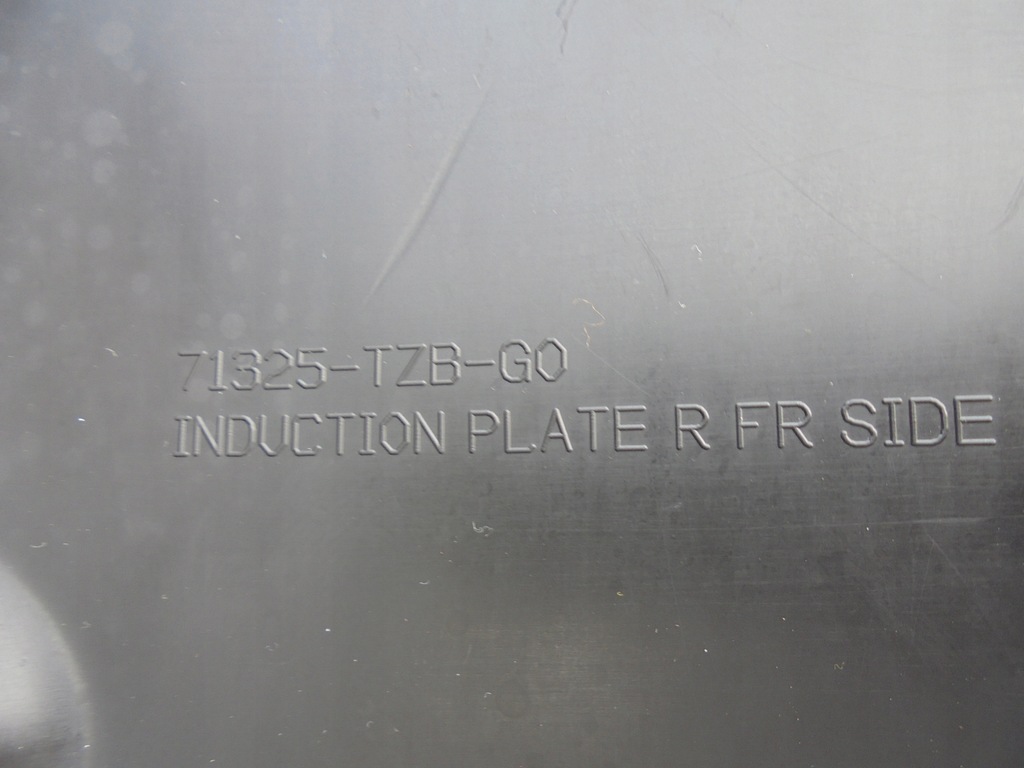 71325-TZB-G0
INDUCTION PLATE R FR SIDE